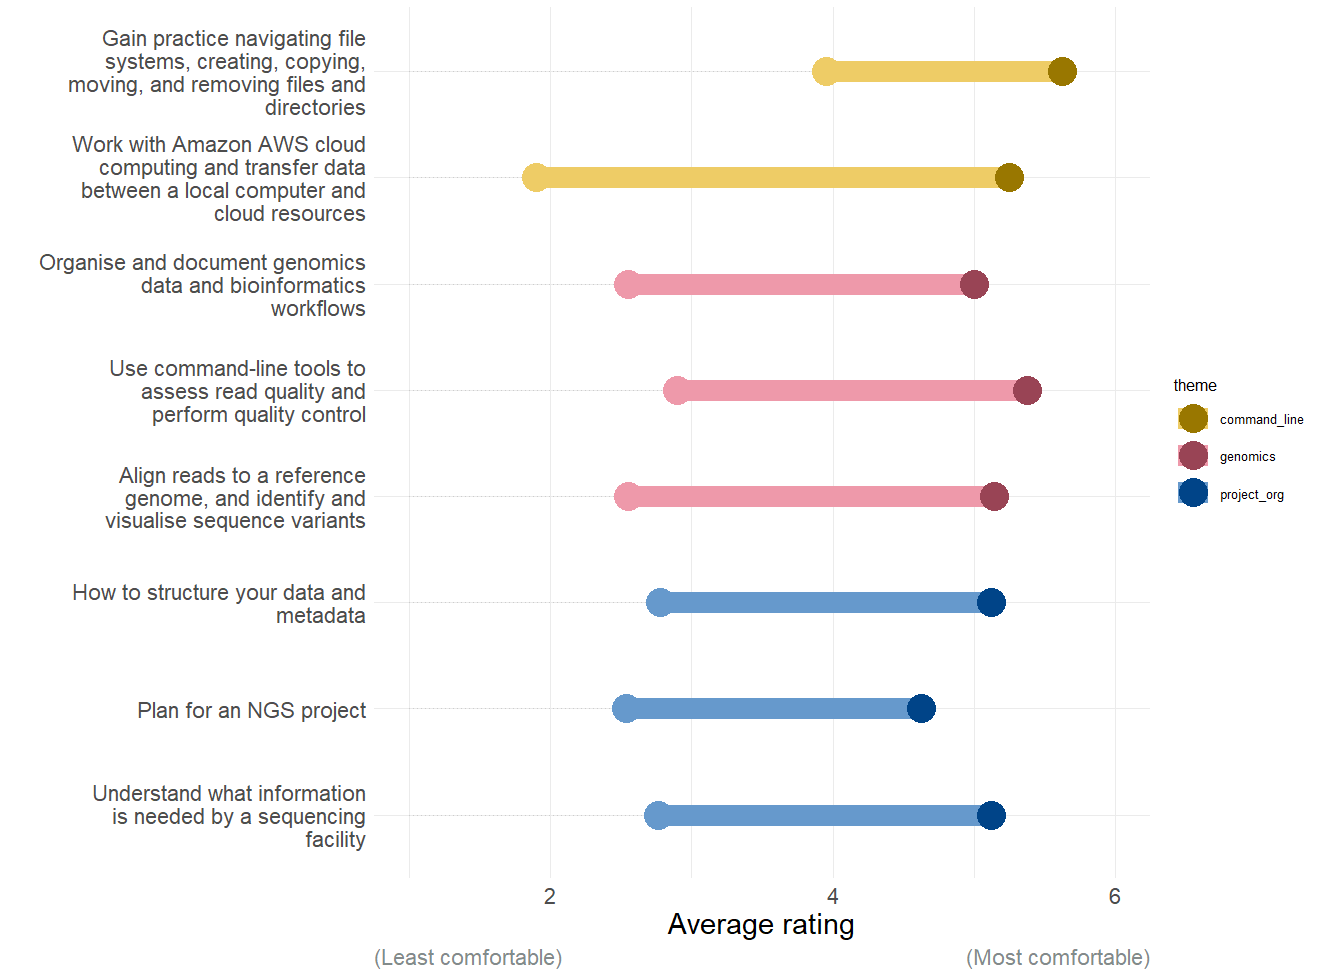 Gain practice navigating file
systems, creating, copying,
moving, and removing files and
directories
Work with Amazon AWS cloud
computing and transfer data
between a local computer and
cloud resources
Organise and document genomics
data and bioinformatics
workflows
Use command-line tools to
assess read quality and
perform quality control
Align reads to a reference
genome, and identify and
visualise sequence variants
How to structure your data and
metadata
Plan for an NGS project
Understand what information
is needed by a sequencing
facility
2 4 6
Average rating
(Least comfortable) (Most comfortable)
theme
command_line
genomics
project_org